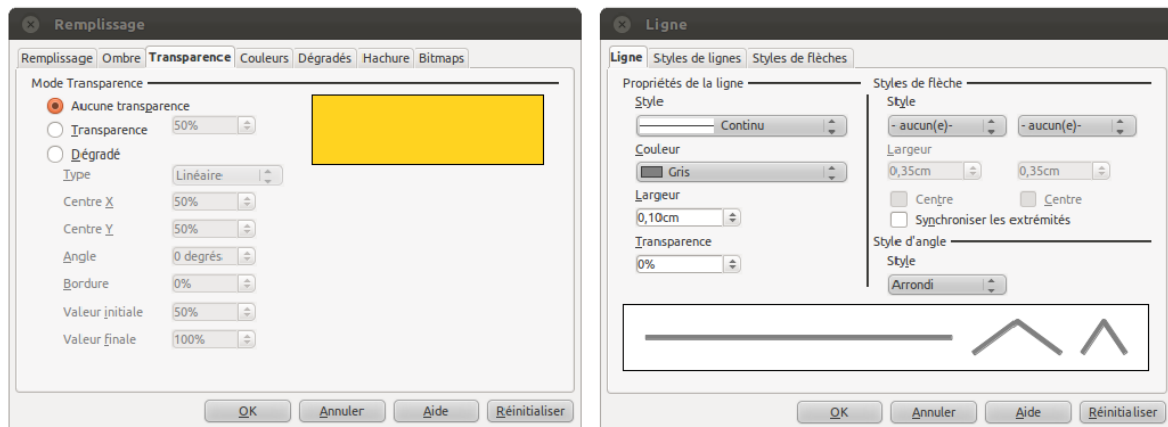 Remplissage
Remplissage Ombre Transparence Couleurs Dégradés Hachure Bitmaps
Mode Transparence
Aucune transparence
Transparence 50%
Dégradé
Type Linéaire
Centre X 50%
Centre Y 50%
Angle 0 degrés
Bordure 0%
Valeur initiale 50%
Valeur finale 100%
OK Annuler Aide Réinitialiser
Ligne
Ligne Styles de lignes Styles de flèches
Propriétés de la ligne
Style
Continu
Couleur
Gris
Largeur
0,10cm
Transparence
0%
Styles de flèche
Style
- aucun(e)- - aucun(e)-
Largeur
0,35cm 0,35cm
Centre Centre
Synchroniser les extrémités
Style d'angle
Style
Arrondi
OK Annuler Aide Réinitialiser